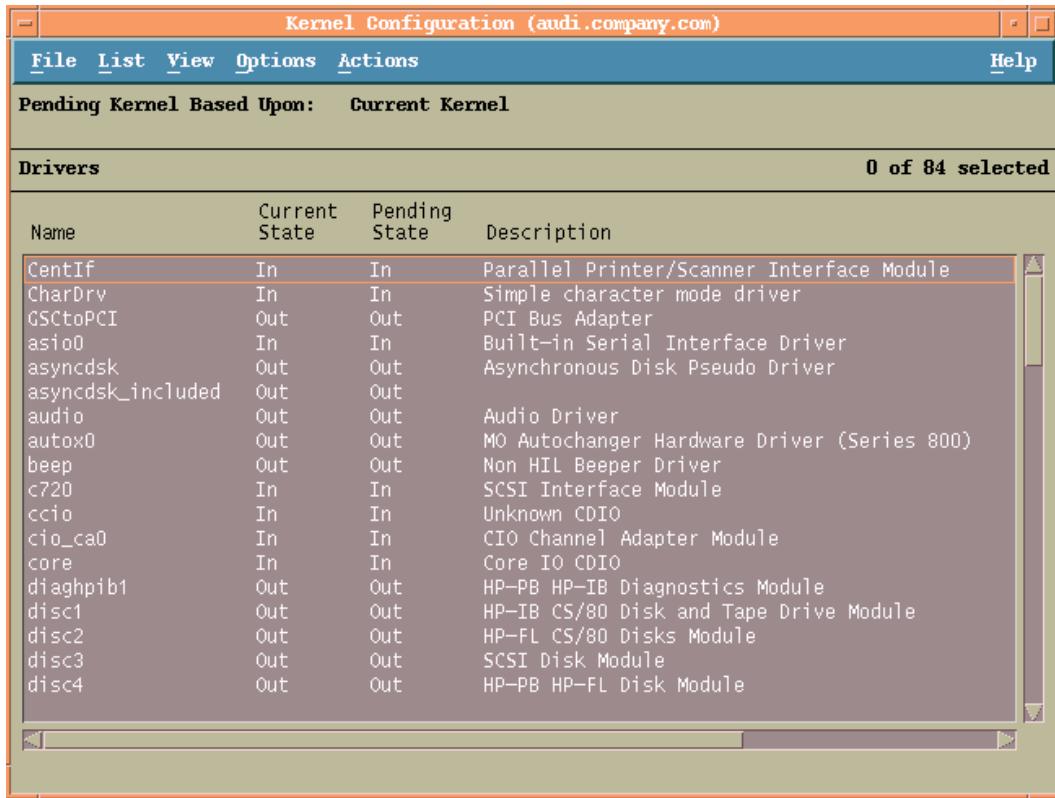 Kernel Configuration (audi.company.com)
File List View Options Actions Help
Pending Kernel Based Upon: Current Kernel
Drivers 0 of 84 selected
Current Pending
Name State State Description
CentIf In In Parallel Printer/Scanner Interface Module
CharDrv In In Simple character mode driver
GSCtoPCI Out Out PCI Bus Adapter
asio0 In In Built-in Serial Interface Driver
asyncdsk Out Out Asynchronous Disk Pseudo Driver
asyncdsk_included Out Out
audio Out Out Audio Driver
autox0 Out Out MO Autochanger Hardware Driver (Series 800)
beep Out Out Non HIL Beeper Driver
c720 In In SCSI Interface Module
ccio In In Unknown CDIO
cio_ca0 In In CIO Channel Adapter Module
core In In Core IO CDIO
diaghpib1 Out Out HP-PB HP-IB Diagnostics Module
disc1 Out Out HP-IB CS/80 Disk and Tape Drive Module
disc2 Out Out HP-FL CS/80 Disks Module
disc3 Out Out SCSI Disk Module
disc4 Out Out HP-PB HP-FL Disk Module